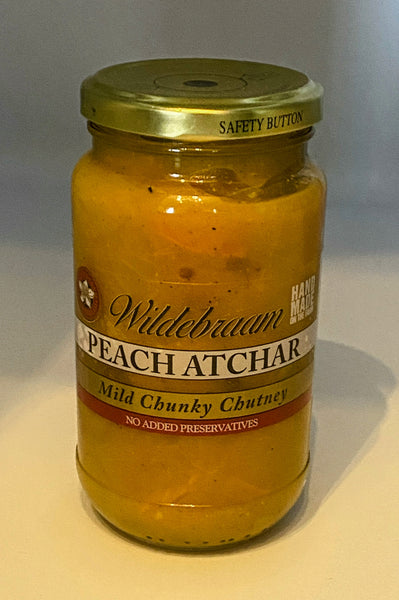 SAFETY BUTTON
HAND
MADE
Wildebraam
PEACH ATCHAR
Mild Chunky Chutney
NO ADDED PRESERVATIVES